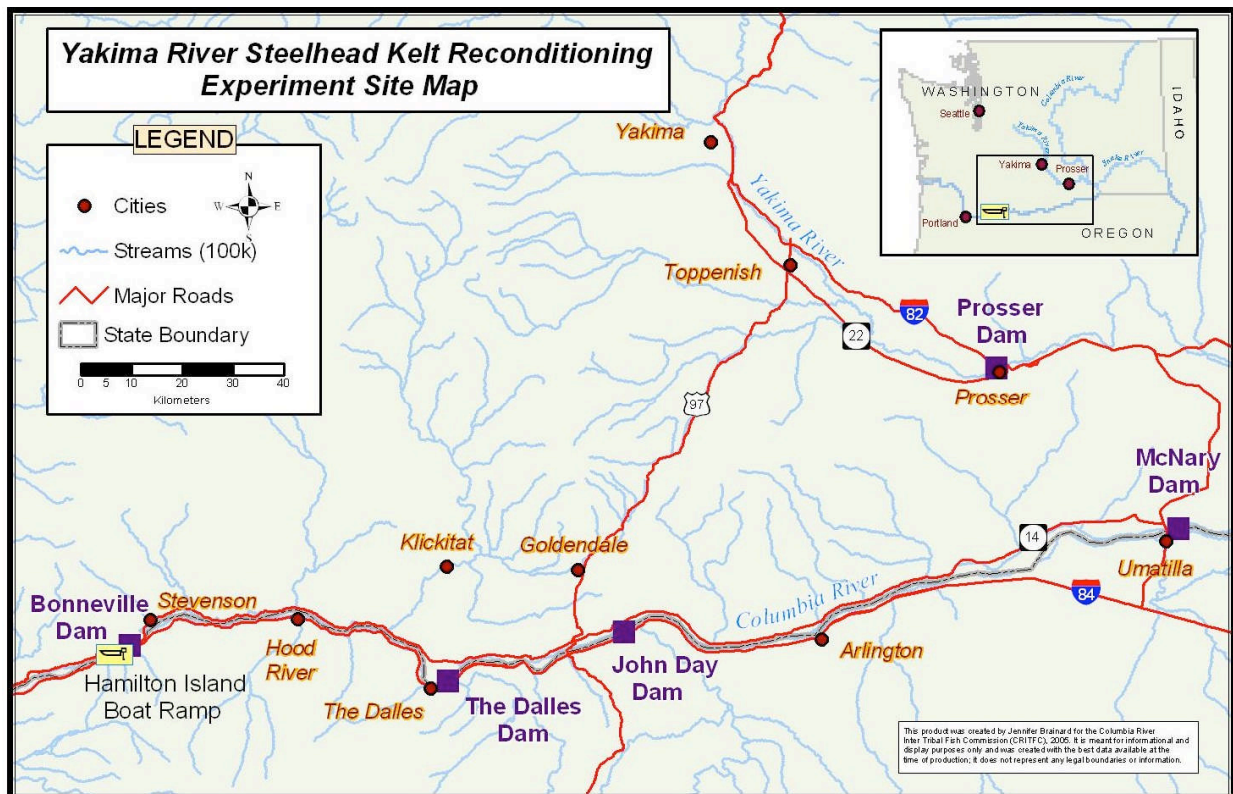 Yakima River Steelhead Kelt Reconditioning
Experiment Site Map
LEGEND
N
W
E
S
Cities
Streams (100k)
Major Roads
State Boundary
0 5 10 20 30 40
Kilometers
WASHINGTON
Seattle
Columbia River
IDAHO
Yakima River
Snake River
Yakima
Prosser
Portland
OREGON
Yakima
Yakima River
Toppenish
82
22
Prosser
Dam
Prosser
97
McNary
Dam
14
Umatilla
84
Klickitat
Goldendale
Columbia River
Bonneville
Dam
Stevenson
Hood
River
Arlington
John Day
Dam
Hamilton Island
Boat Ramp
The Dalles
The Dalles
Dam
This product was created by Jennifer Brainard for the Columbia River
Inter Tribal Fish Commission (CRITFC), 2005. It is meant for informational and
display purposes only and was created with the best data available at the
time of production; it does not represent any legal boundaries or information.